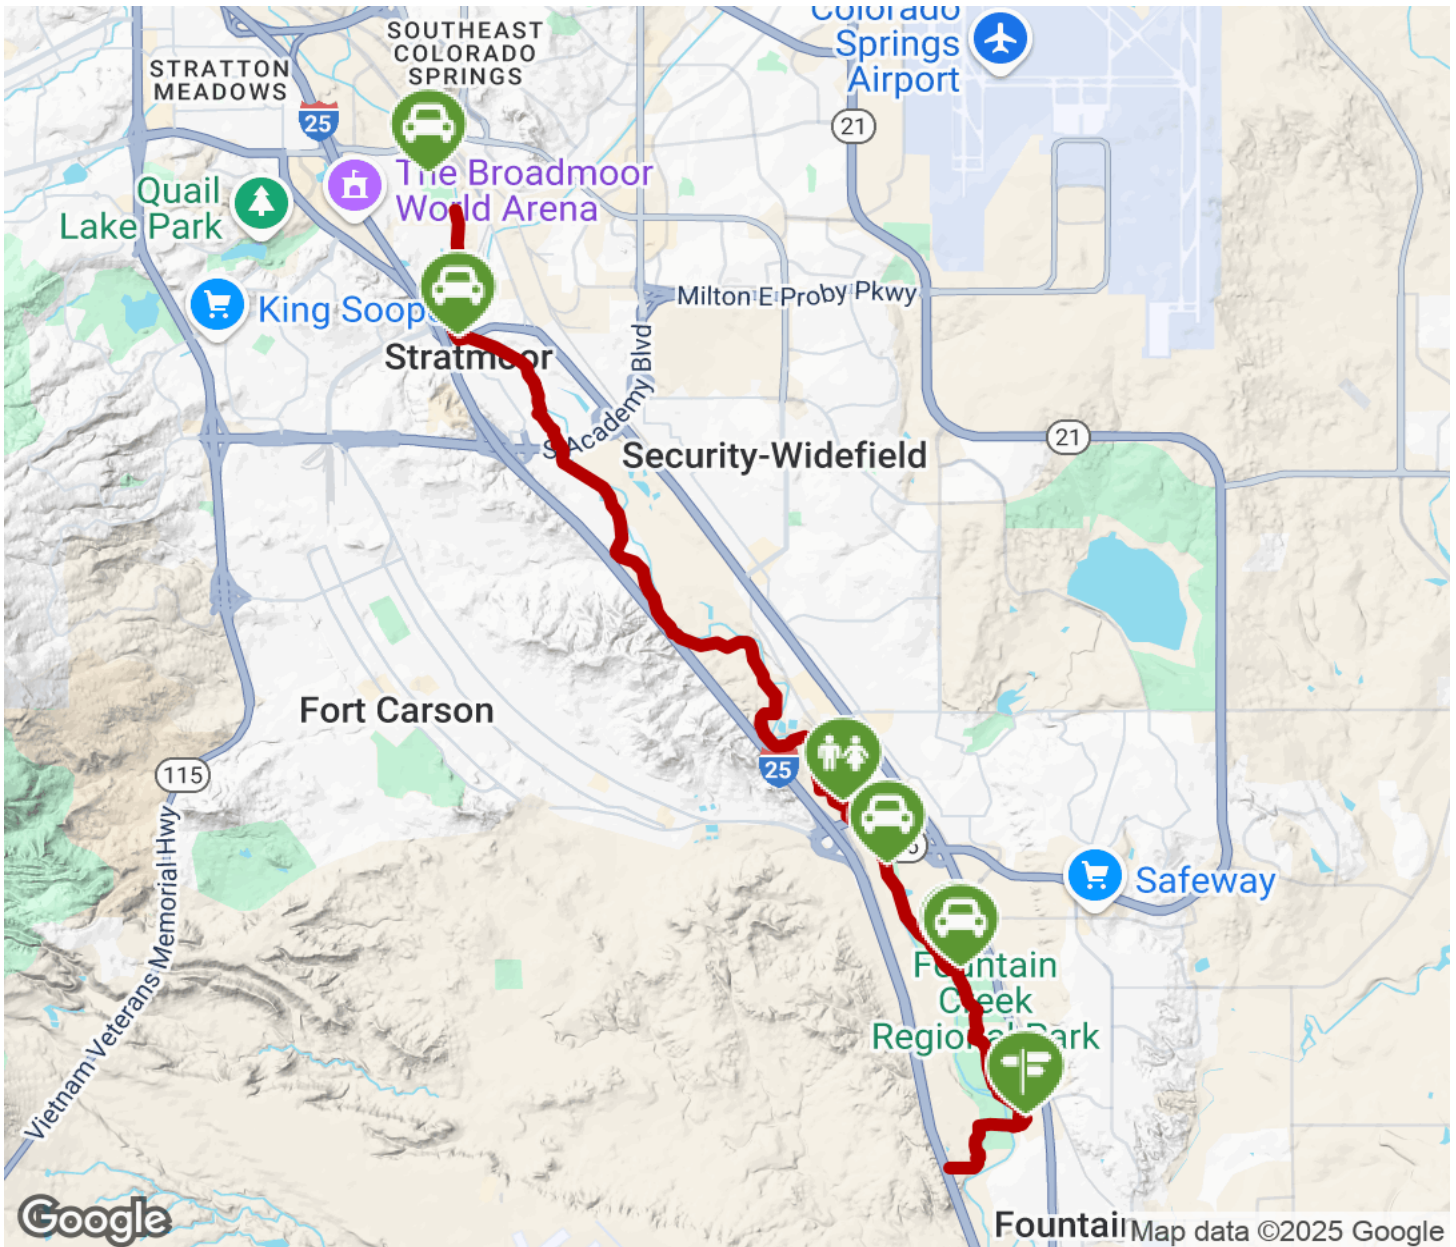 Colorado
Springs
Airport
SOUTHEAST
COLORADO
SPRINGS
STRATTON
MEADOWS
25
21
The Broadmoor
World Arena
Quail
Lake Park
King Soop
Milton E Proby Pkwy
Stratmoor
S Academy Blvd
21
Security-Widefield
Fort Carson
115
25
Safeway
Vietnam Veterans Memorial Hwy
Fountain
Creek
Regional Park
Google
Fountain
Map data ©2025 Google